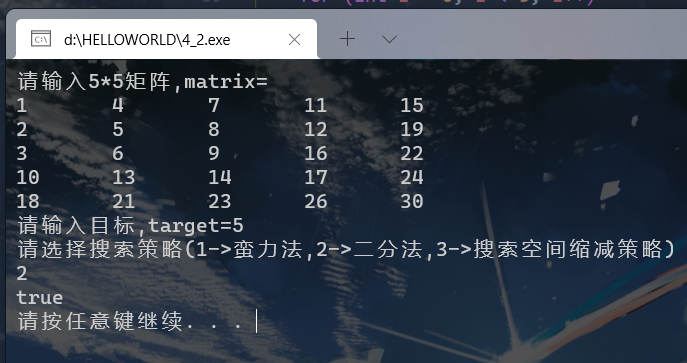 d:\HELLOWORLD\4_2.exe
请输入5*5矩阵,matrix=
1 4 7 11 15
2 5 8 12 19
3 6 9 16 22
10 13 14 17 24
18 21 23 26 30
请输入目标,target=5
请选择搜索策略(1->蛮力法,2->二分法,3->搜索空间缩减策略)
2
true
请按任意键继续. . .